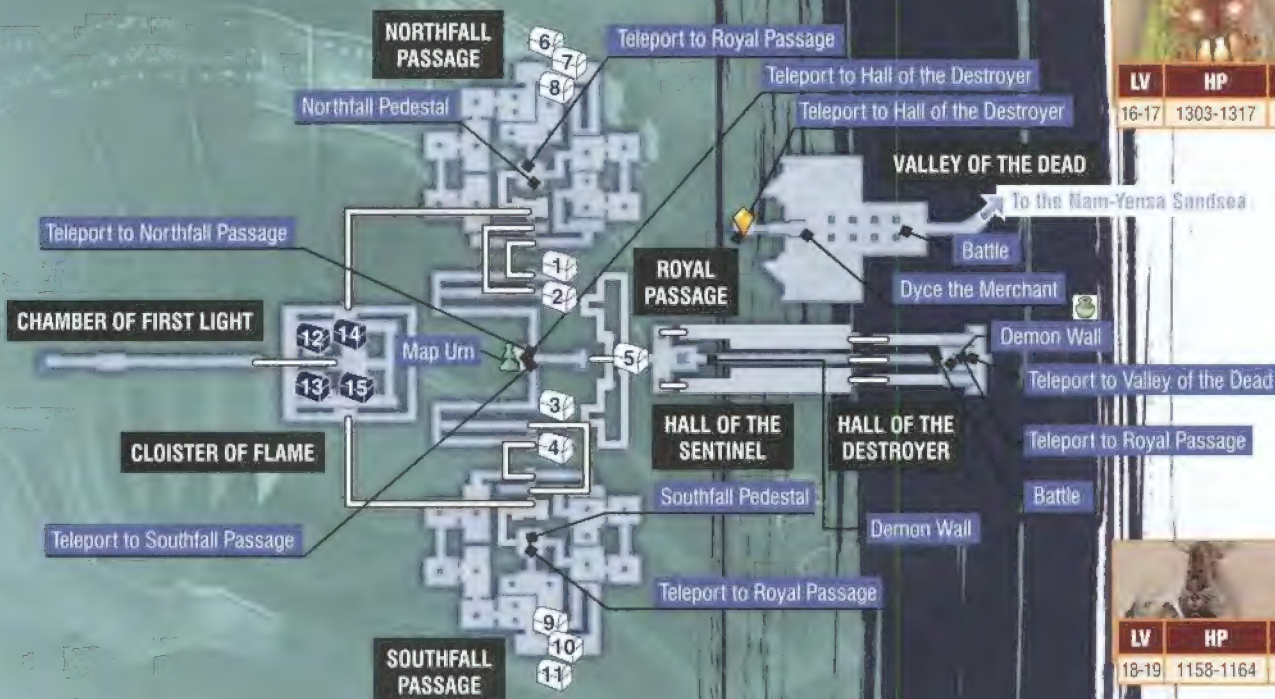 NORTHFALL
PASSAGE
6
7
8
Teleport to Royal Passage
Northfall Pedestal
Teleport to Hall of the Destroyer
Teleport to Hall of the Destroyer
VALLEY OF THE DEAD
To the Nam-Yensa Sandsea
Battle
Dyce the Merchant
Teleport to Northfall Passage
1
2
ROYAL
PASSAGE
CHAMBER OF FIRST LIGHT
12
14
13
15
Map Urn
5
Demon Wall
Teleport to Valley of the Dead
3
4
CLOISTER OF FLAME
HALL OF THE
SENTINEL
HALL OF THE
DESTROYER
Teleport to Royal Passage
Southfall Pedestal
Battle
Demon Wall
Teleport to Southfall Passage
Teleport to Royal Passage
9
10
11
SOUTHFALL
PASSAGE
LV HP
16-17 1303-1317
LV HP
18-19 1158-1164